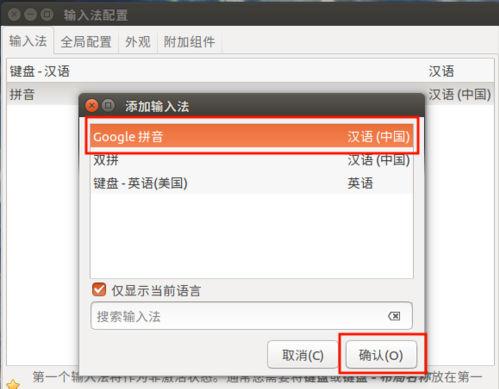 输入法配置
输入法 全局配置 外观 附加组件
键盘 - 汉语 汉语
拼音 汉语 (中国)
添加输入法
Google 拼音 汉语 (中国)
双拼 汉语 (中国)
键盘 - 英语(美国) 英语
仅显示当前语言
搜索输入法
取消(C) 确认(O)
第一个输入法将作为非激活状态。通常您需要将键盘或键盘 - 布局名称放在第一